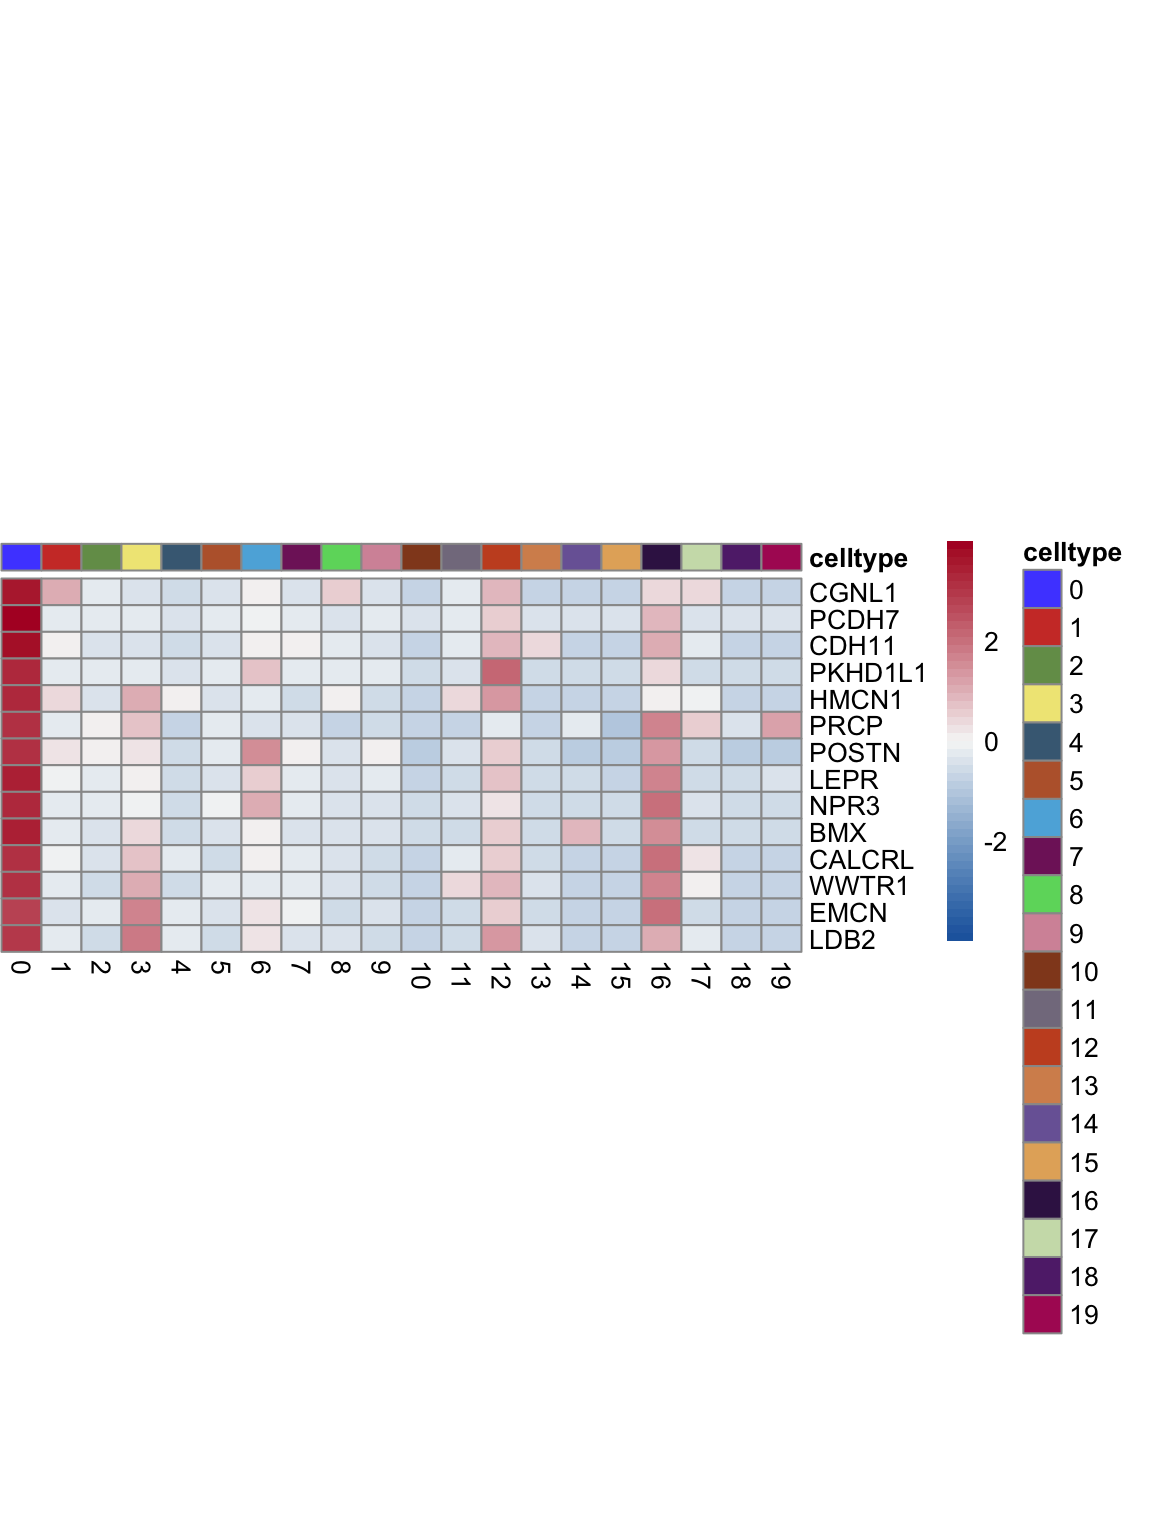 celltype
CGNL1
PCDH7
CDH11
PKHD1L1
HMCN1
PRCP
POSTN
LEPR
NPR3
BMX
CALCRL
WWTR1
EMCN
LDB2
0 1 2 3 4 5 6 7 8 9 10 11 12 13 14 15 16 17 18 19
2
0
-2
celltype
0
1
2
3
4
5
6
7
8
9
10
11
12
13
14
15
16
17
18
19